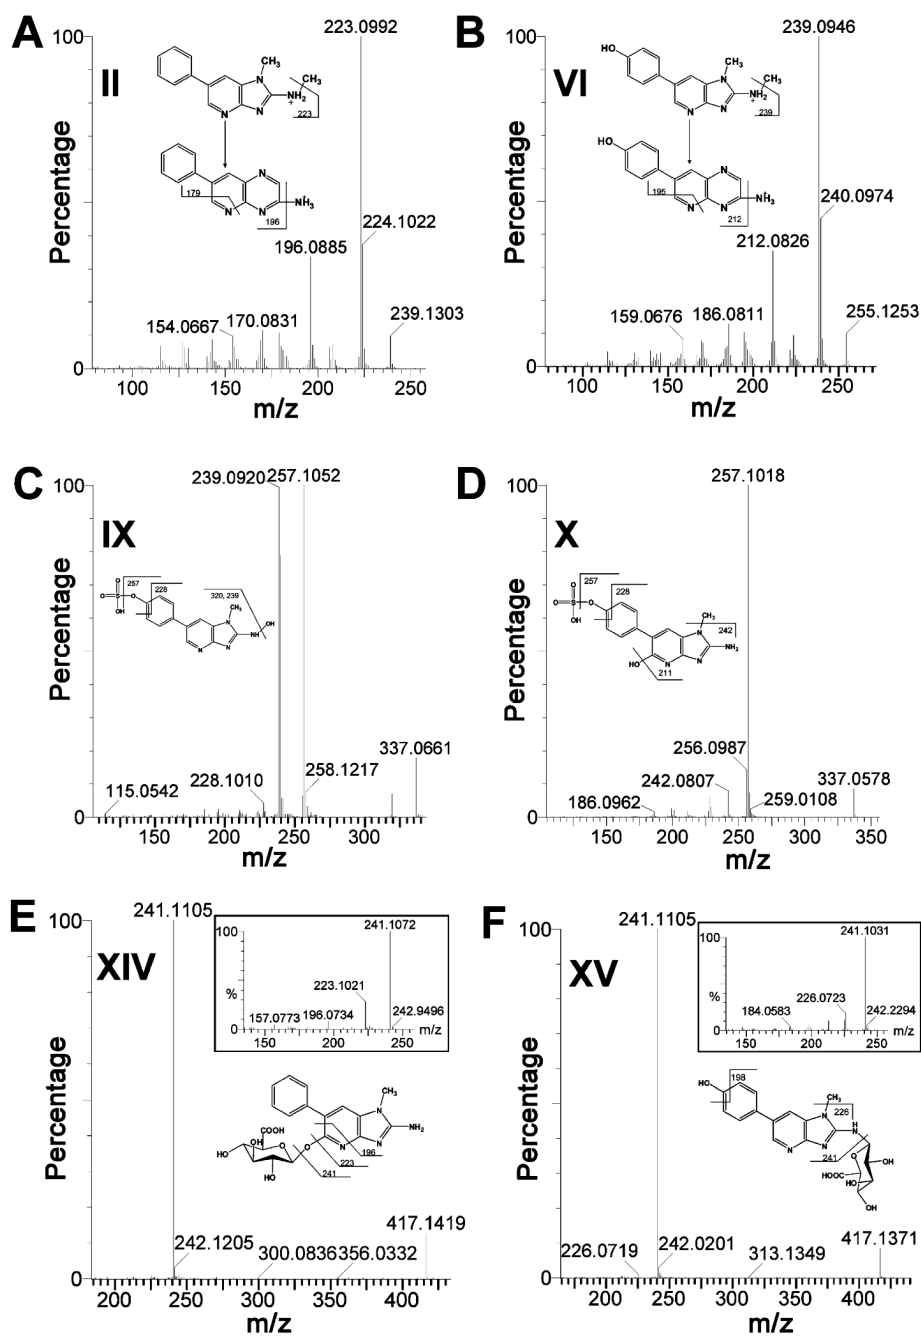 A
II
Percentage
100
0
223.0992
224.1022
196.0885
239.1303
154.0667
170.0831
CH₃
N
N
N
NH₂
+
CH₃
223
N
N
N
NH₃
+
179
196
100
150
200
250
m/z
B
VI
Percentage
100
0
239.0946
240.0974
212.0826
255.1253
159.0676
186.0811
HO
CH₃
N
N
N
NH₂
+
CH₃
239
HO
N
N
N
NH₃
+
195
212
100
150
200
250
m/z
C
IX
Percentage
100
0
239.0920
257.1052
337.0661
258.1217
228.1010
115.0542
257
228
320, 239
O
O
S
O
OH
CH₃
N
N
N
NH
OH
150
200
250
300
m/z
D
X
Percentage
100
0
257.1018
256.0987
242.0807
337.0578
186.0962
259.0108
257
228
242
211
O
O
S
O
OH
CH₃
N
N
N
NH₂
HO
150
200
250
300
350
m/z
E
XIV
Percentage
100
0
241.1105
417.1419
242.1205
300.0836
356.0332
100
%
0
241.1072
223.1021
157.0773
196.0734
242.9496
150
200
250
m/z
CH₃
N
N
N
NH₂
COOH
OH
HO
HO
OH
O
O
196
223
241
200
250
300
350
400
m/z
F
XV
Percentage
100
0
241.1105
417.1371
226.0719
242.0201
313.1349
100
%
0
241.1031
226.0723
184.0583
242.2294
150
200
250
m/z
198
HO
CH₃
226
N
N
N
H
N
241
O
OH
HOOC
HO
OH
200
250
300
350
400
m/z